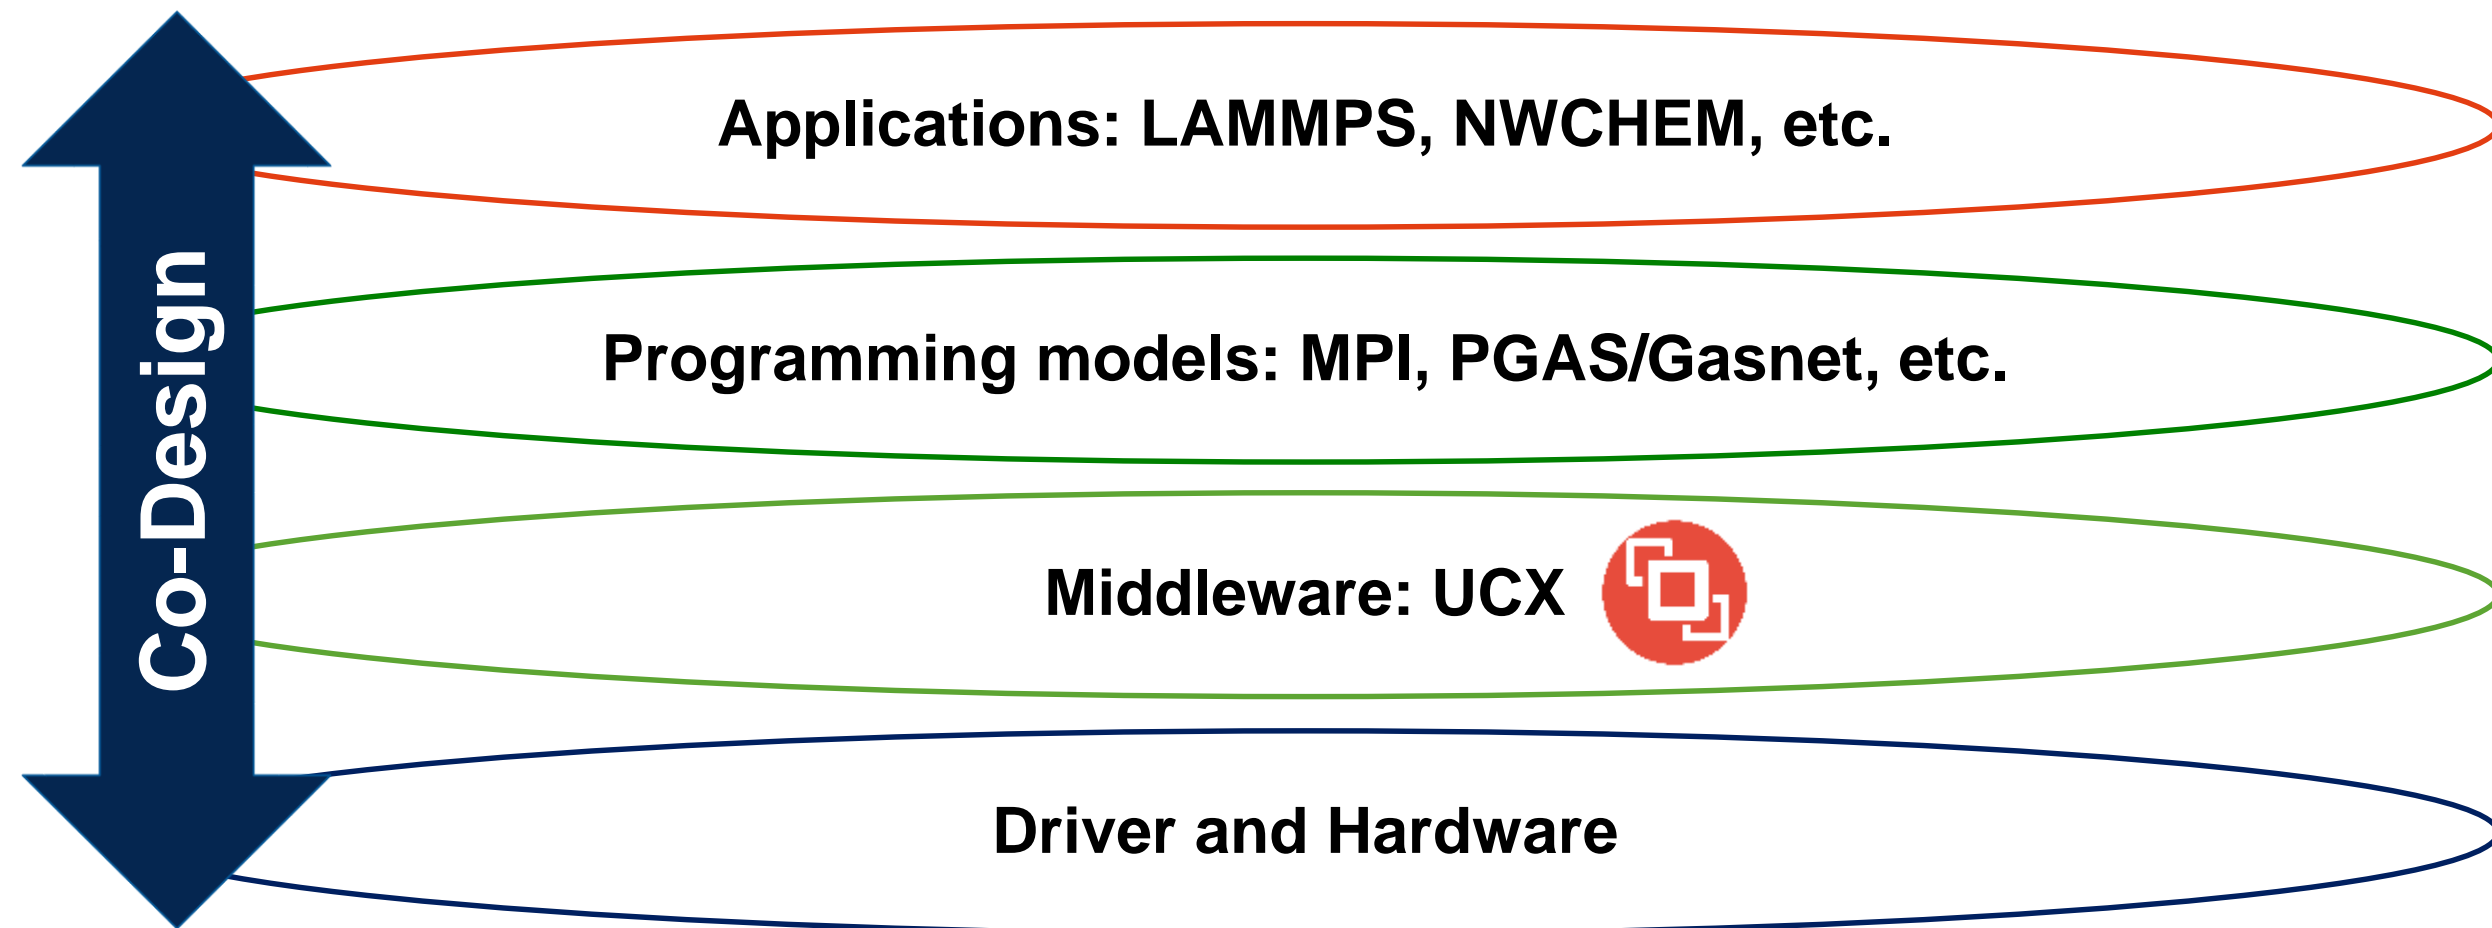 Co-Design
Applications: LAMMPS, NWCHEM, etc.
Programming models: MPI, PGAS/Gasnet, etc.
Middleware: UCX
Driver and Hardware